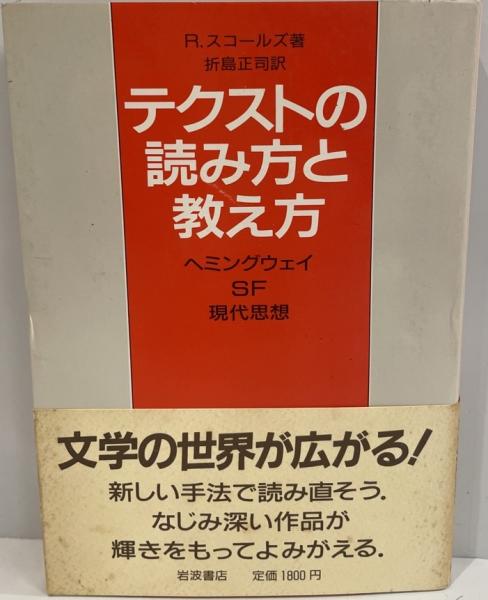 R.スコールズ著
折島正司訳
テクストの
読み方と
教え方
ヘミングウェイ
SF
現代思想
文学の世界が広がる!
新しい手法で読み直そう.
なじみ深い作品が
輝きをもってよみがえる.
岩波書店 定価1800円